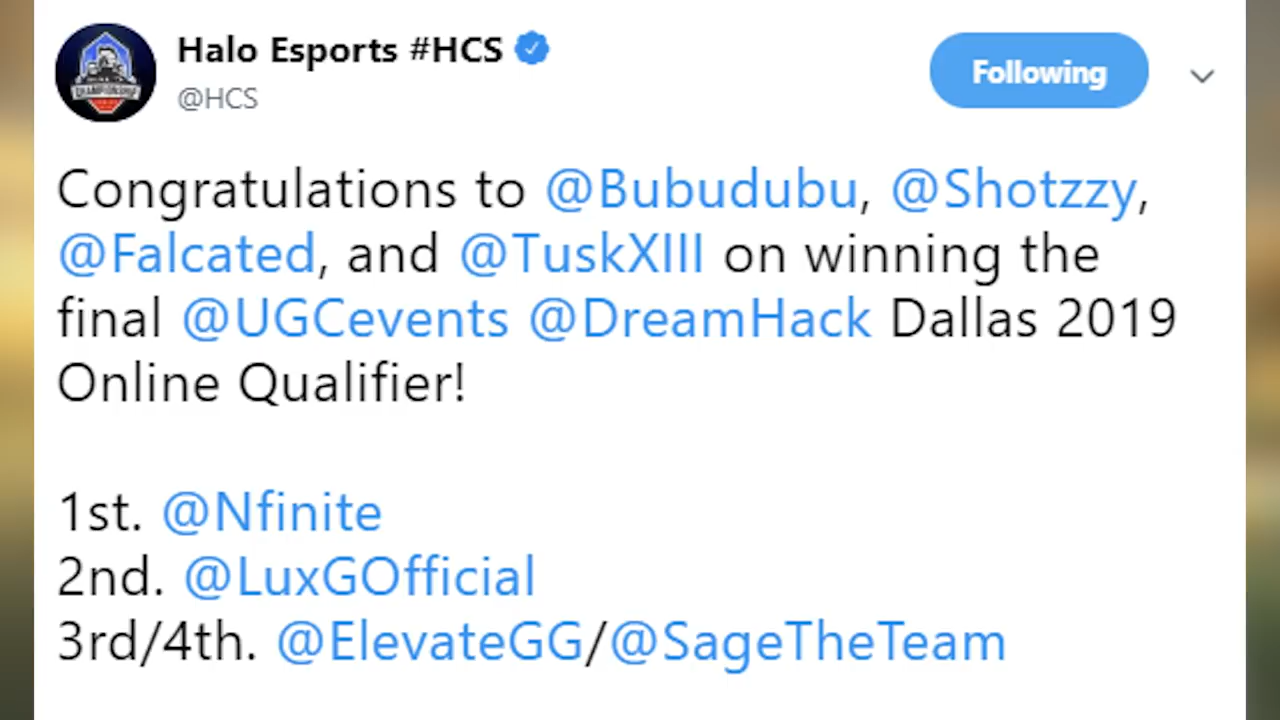 Halo Esports #HCS
@HCS
Following
Congratulations to @Bubudubu, @Shotzzy,
@Falcated, and @TuskXIII on winning the
final @UGCevents @DreamHack Dallas 2019
Online Qualifier!
1st. @Nfinite
2nd. @LuxGOfficial
3rd/4th. @ElevateGG/@SageTheTeam